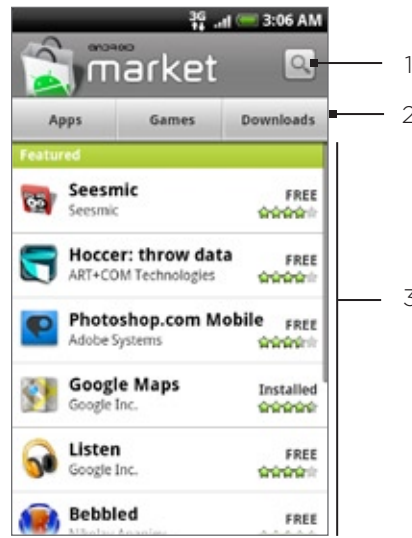 3G 3:06 AM
ANDROID
market
1
Apps Games Downloads
2
Featured
Seesmic
FREE
Seesmic
Hoccer: throw data
FREE
ART+COM Technologies
3
Photoshop.com Mobile
FREE
Adobe Systems
Google Maps
Installed
Google Inc.
Listen
FREE
Google Inc.
Bebbled
FREE